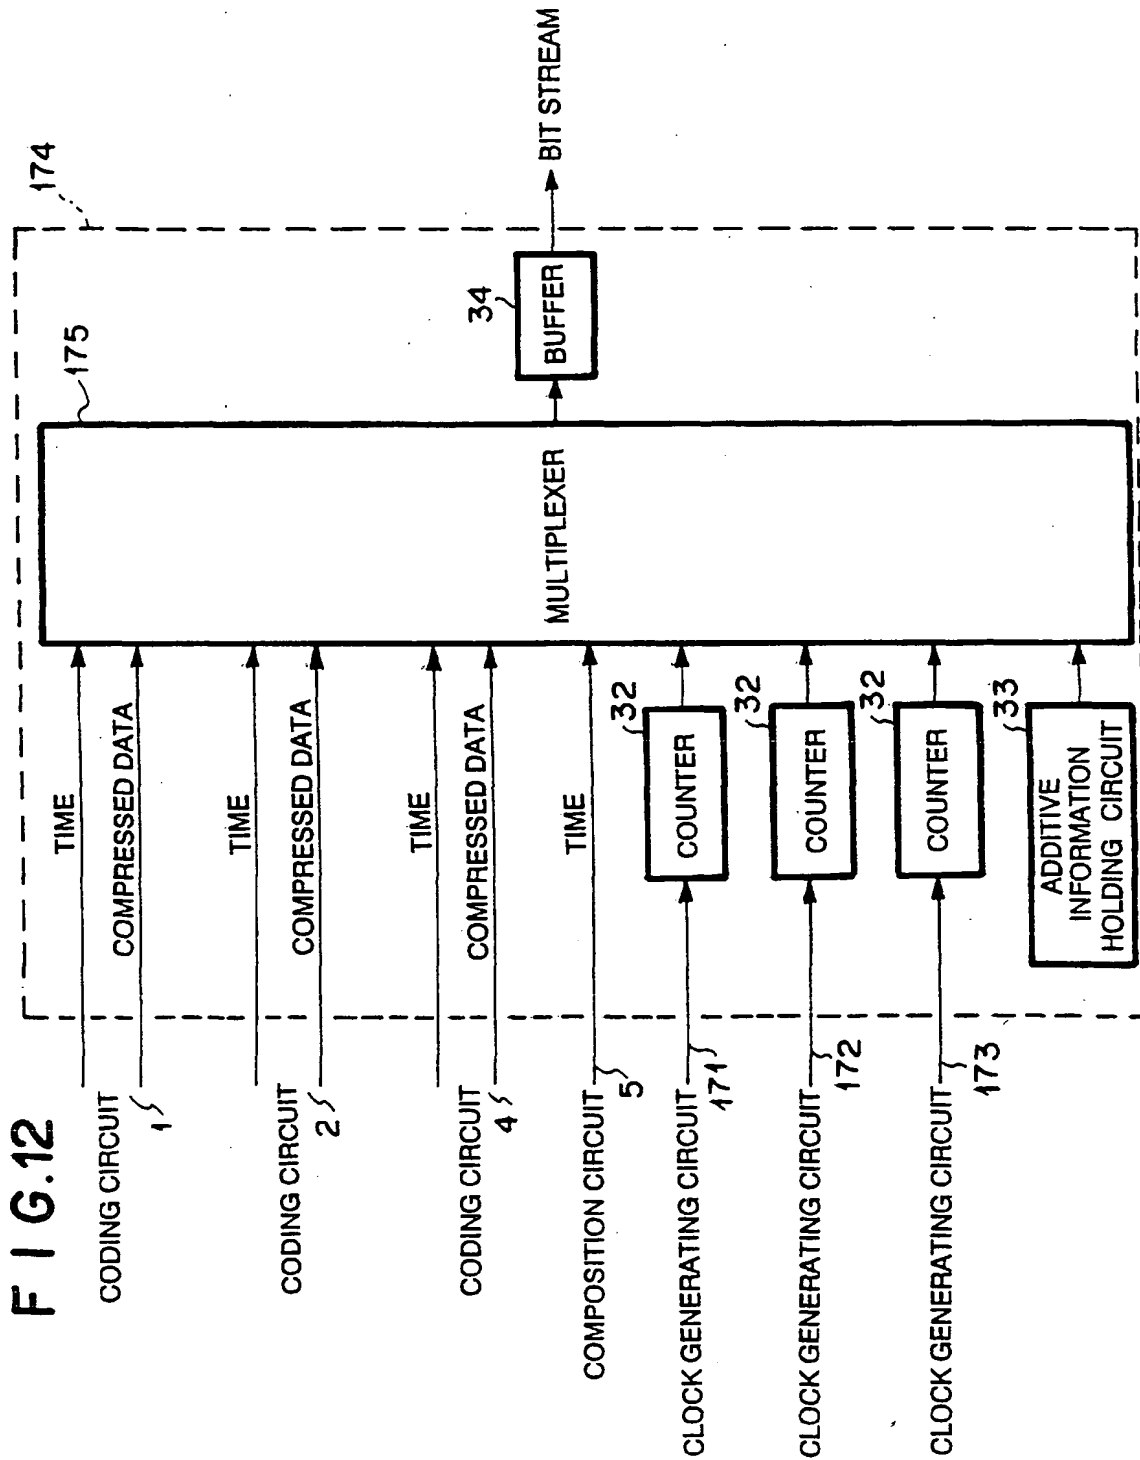 FIG.12
174
175
CODING CIRCUIT
1
TIME
COMPRESSED DATA
CODING CIRCUIT
2
TIME
COMPRESSED DATA
CODING CIRCUIT
4
TIME
COMPRESSED DATA
COMPOSITION CIRCUIT
5
TIME
CLOCK GENERATING CIRCUIT
171
COUNTER
32
CLOCK GENERATING CIRCUIT
172
COUNTER
32
CLOCK GENERATING CIRCUIT
173
COUNTER
32
ADDITIVE
INFORMATION
HOLDING CIRCUIT
33
MULTIPLEXER
34
BUFFER
BIT STREAM